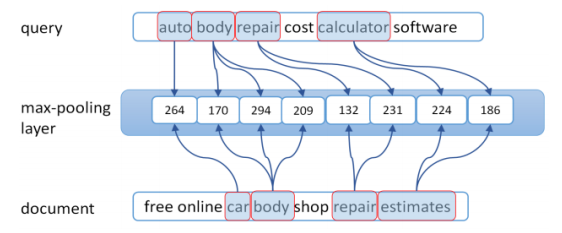 query
auto body repair cost calculator software
max-pooling
layer
264 170 294 209 132 231 224 186
document
free online car body shop repair estimates